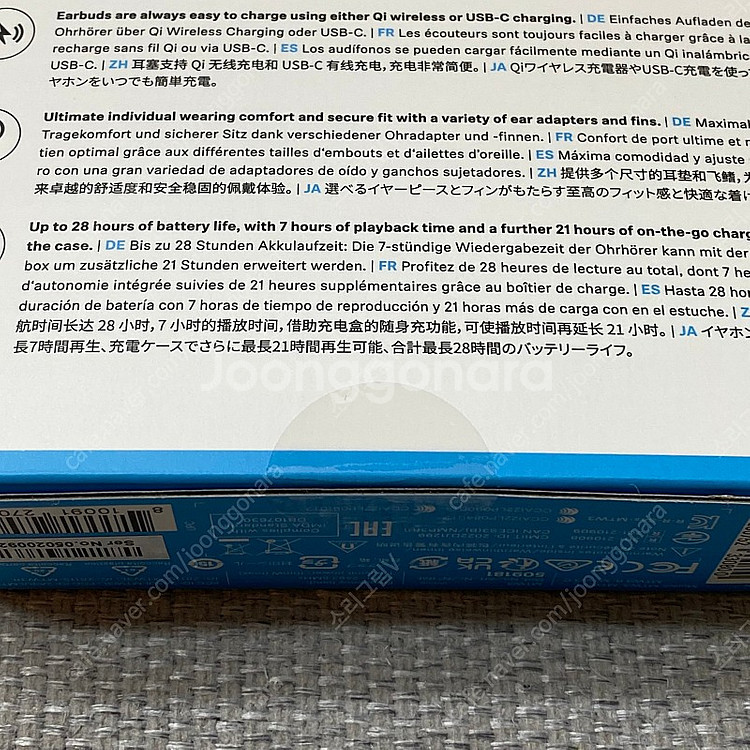 Earbuds are always easy to charge using either Qi wireless or USB-C charging. | DE Einfaches Aufladen de
Ohrhörer über Qi Wireless Charging oder USB-C. | FR Les écouteurs sont toujours faciles à charger grâce à la
recharge sans fil Qi ou via USB-C. | ES Los audífonos se pueden cargar fácilmente mediante un Qi inalámbric
USB-C. | ZH 耳塞支持 Qi 无线充电和 USB-C 有线充电，充电非常简便。 | JA Qiワイヤレス充電器やUSB-C充電を使っ
ヤホンをいつでも簡単充電。
Ultimate individual wearing comfort and secure fit with a variety of ear adapters and fins. | DE Maximal
Tragekomfort und sicherer Sitz dank verschiedener Ohradapter und -finnen. | FR Confort de port ultime et m
tien optimal grâce aux différentes tailles d'embouts et d'ailettes d'oreille. | ES Máxima comodidad y ajuste
ro con una gran variedad de adaptadores de oído y ganchos sujetadores. | ZH 提供多个尺寸的耳垫和飞鳍，为
来卓越的舒适度和安全稳固的佩戴体验。 | JA 選べるイヤーピースとフィンがもたらす至高のフィット感と快適な着け
Up to 28 hours of battery life, with 7 hours of playback time and a further 21 hours of on-the-go charg
the case. | DE Bis zu 28 Stunden Akkulaufzeit: Die 7-stündige Wiedergabezeit der Ohrhörer kann mit der
box um zusätzliche 21 Stunden erweitert werden. | FR Profitez de 28 heures de lecture au total, dont 7 he
d'autonomie intégrée suivies de 21 heures supplémentaires grâce au boîtier de charge. | ES Hasta 28 hor
duración de batería con 7 horas de tiempo de reproducción y 21 horas más de carga con en el estuche. | Z
航时间长达 28 小时，7 小时的播放时间，借助充电盒的随身充功能，可使播放时间再延长 21 小时。 | JA イヤホン
長7時間再生、充電ケースでさらに最長21時間再生可能、合計最長28時間のバッテリーライフ。
Joonggonara
509181